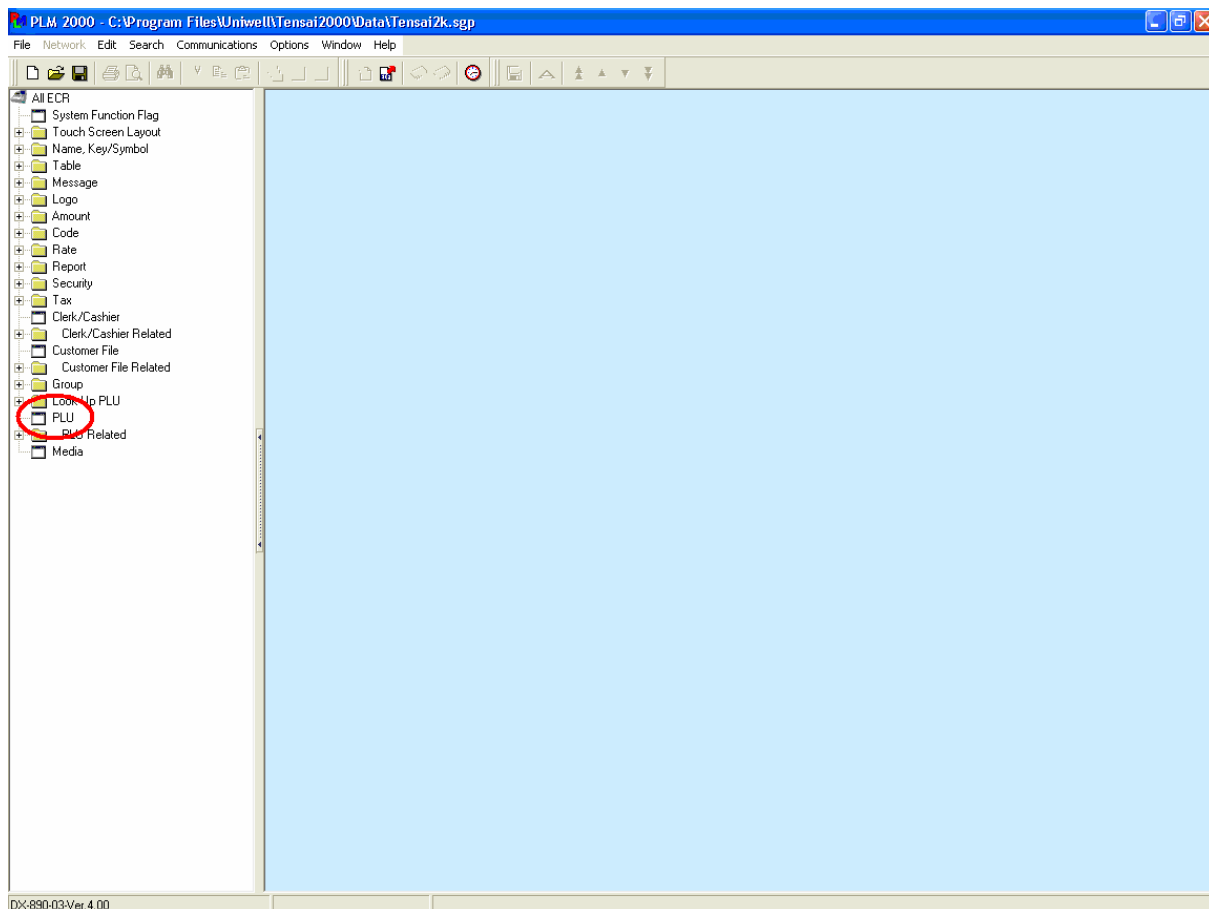 PLM 2000 - C:\Program Files\Uniwell\Tensai2000\Data\Tensai2k.sgp
File Network Edit Search Communications Options Window Help
All ECR
System Function Flag
Touch Screen Layout
Name, Key/Symbol
Table
Message
Logo
Amount
Code
Rate
Report
Security
Tax
Clerk/Cashier
Clerk/Cashier Related
Customer File
Customer File Related
Group
Look Up PLU
PLU
PLU Related
Media
DX-890-03-Ver 4.00